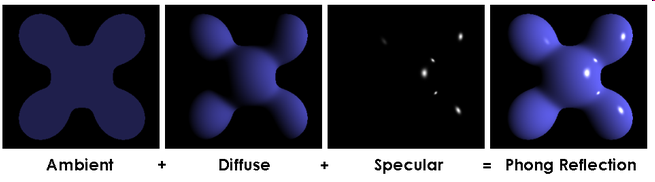 Ambient + Diffuse + Specular = Phong Reflection